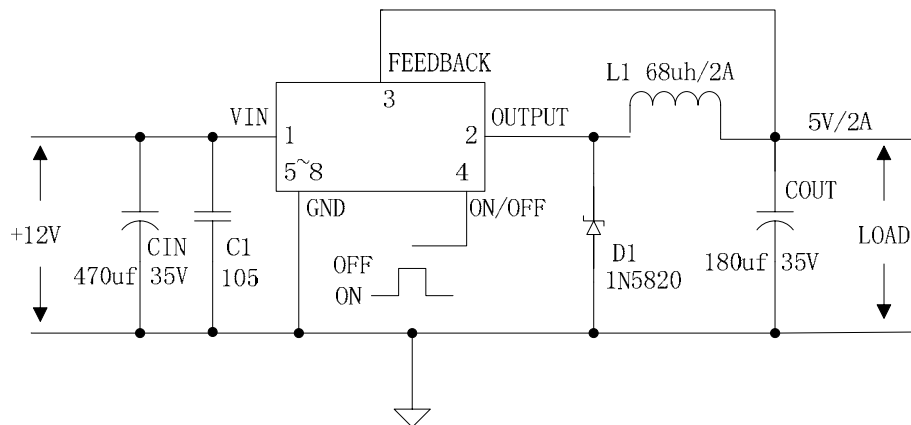 FEEDBACK
L1 68uh/2A
3
VIN
1
2
OUTPUT
5V/2A
5~8
4
GND
ON/OFF
COUT
+12V
CIN
C1
D1
LOAD
470uf 35V
105
OFF
ON
1N5820
180uf 35V